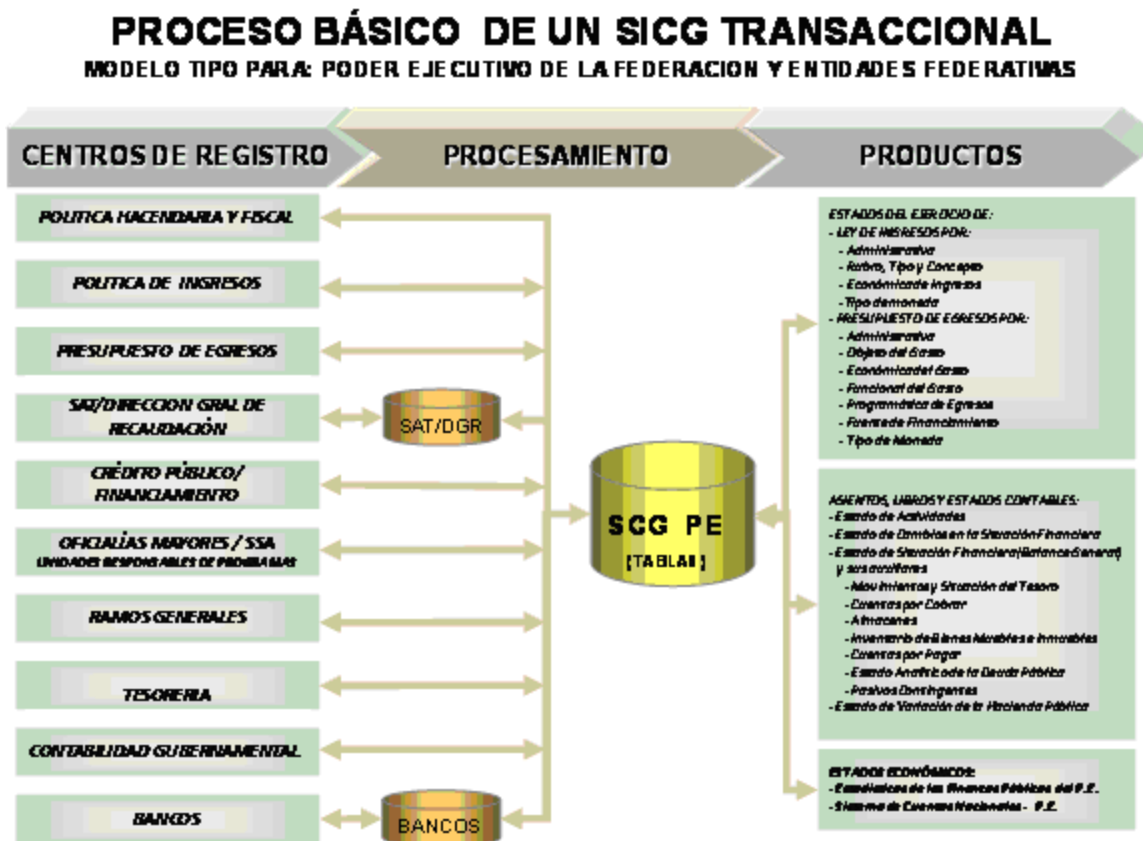 PROCESO BÁSICO DE UN SICG TRANSACCIONAL
MODELO TIPO PARA: PODER EJECUTIVO DE LA FEDERACION Y ENTIDADES FEDERATIVAS
CENTROS DE REGISTRO
PROCESAMIENTO
PRODUCTOS
POLITICA HACENDARIA Y FISCAL
POLITICA DE INGRESOS
PRESUPUESTO DE EGRESOS
SAT/DIRECCION GRAL DE
RECAUDACIÓN
CRÉDITO PÚBLICO/
FINANCIAMIENTO
OFICIALÍAS MAYORES / SSA
UNIDADES RESPONSABLES DE PROGRAMAS
RAMOS GENERALES
TESORERIA
CONTABILIDAD GUBERNAMENTAL
BANCOS
SAT/DGR
BANCOS
SCG PE
ESTADOS DEL EJERCICIO DE:
- LEY DE INGRESOS POR:
- Administrativa
- Rubro, Tipo y Concepto
- Económica de Ingresos
- Tipo de moneda
- PRESUPUESTO DE EGRESOS POR:
- Administrativa
- Objeto del Gasto
- Económica del Gasto
- Funcional del Gasto
- Programática de Egresos
- Fuente de Financiamiento
- Tipo de Moneda
ASIENTOS, LIBROS Y ESTADOS CONTABLES:
- Estado de Actividades
- Estado de Cambios en la Situación Financiera
- Estado de Situación Financiera (Balance General)
y sus auxiliares
- Movimientos y Situación del Tesoro
- Cuentas por Cobrar
- Almacenes
- Inventario de Bienes Muebles e Inmuebles
- Cuentas por Pagar
- Estado Analítico de la Deuda Pública
- Pasivos Contingentes
- Estado de Variación de la Hacienda Pública
ESTADOS ECONÓMICOS:
- Estadísticas de las Finanzas Públicas del P.E.
- Sistema de Cuentas Nacionales - P.E.